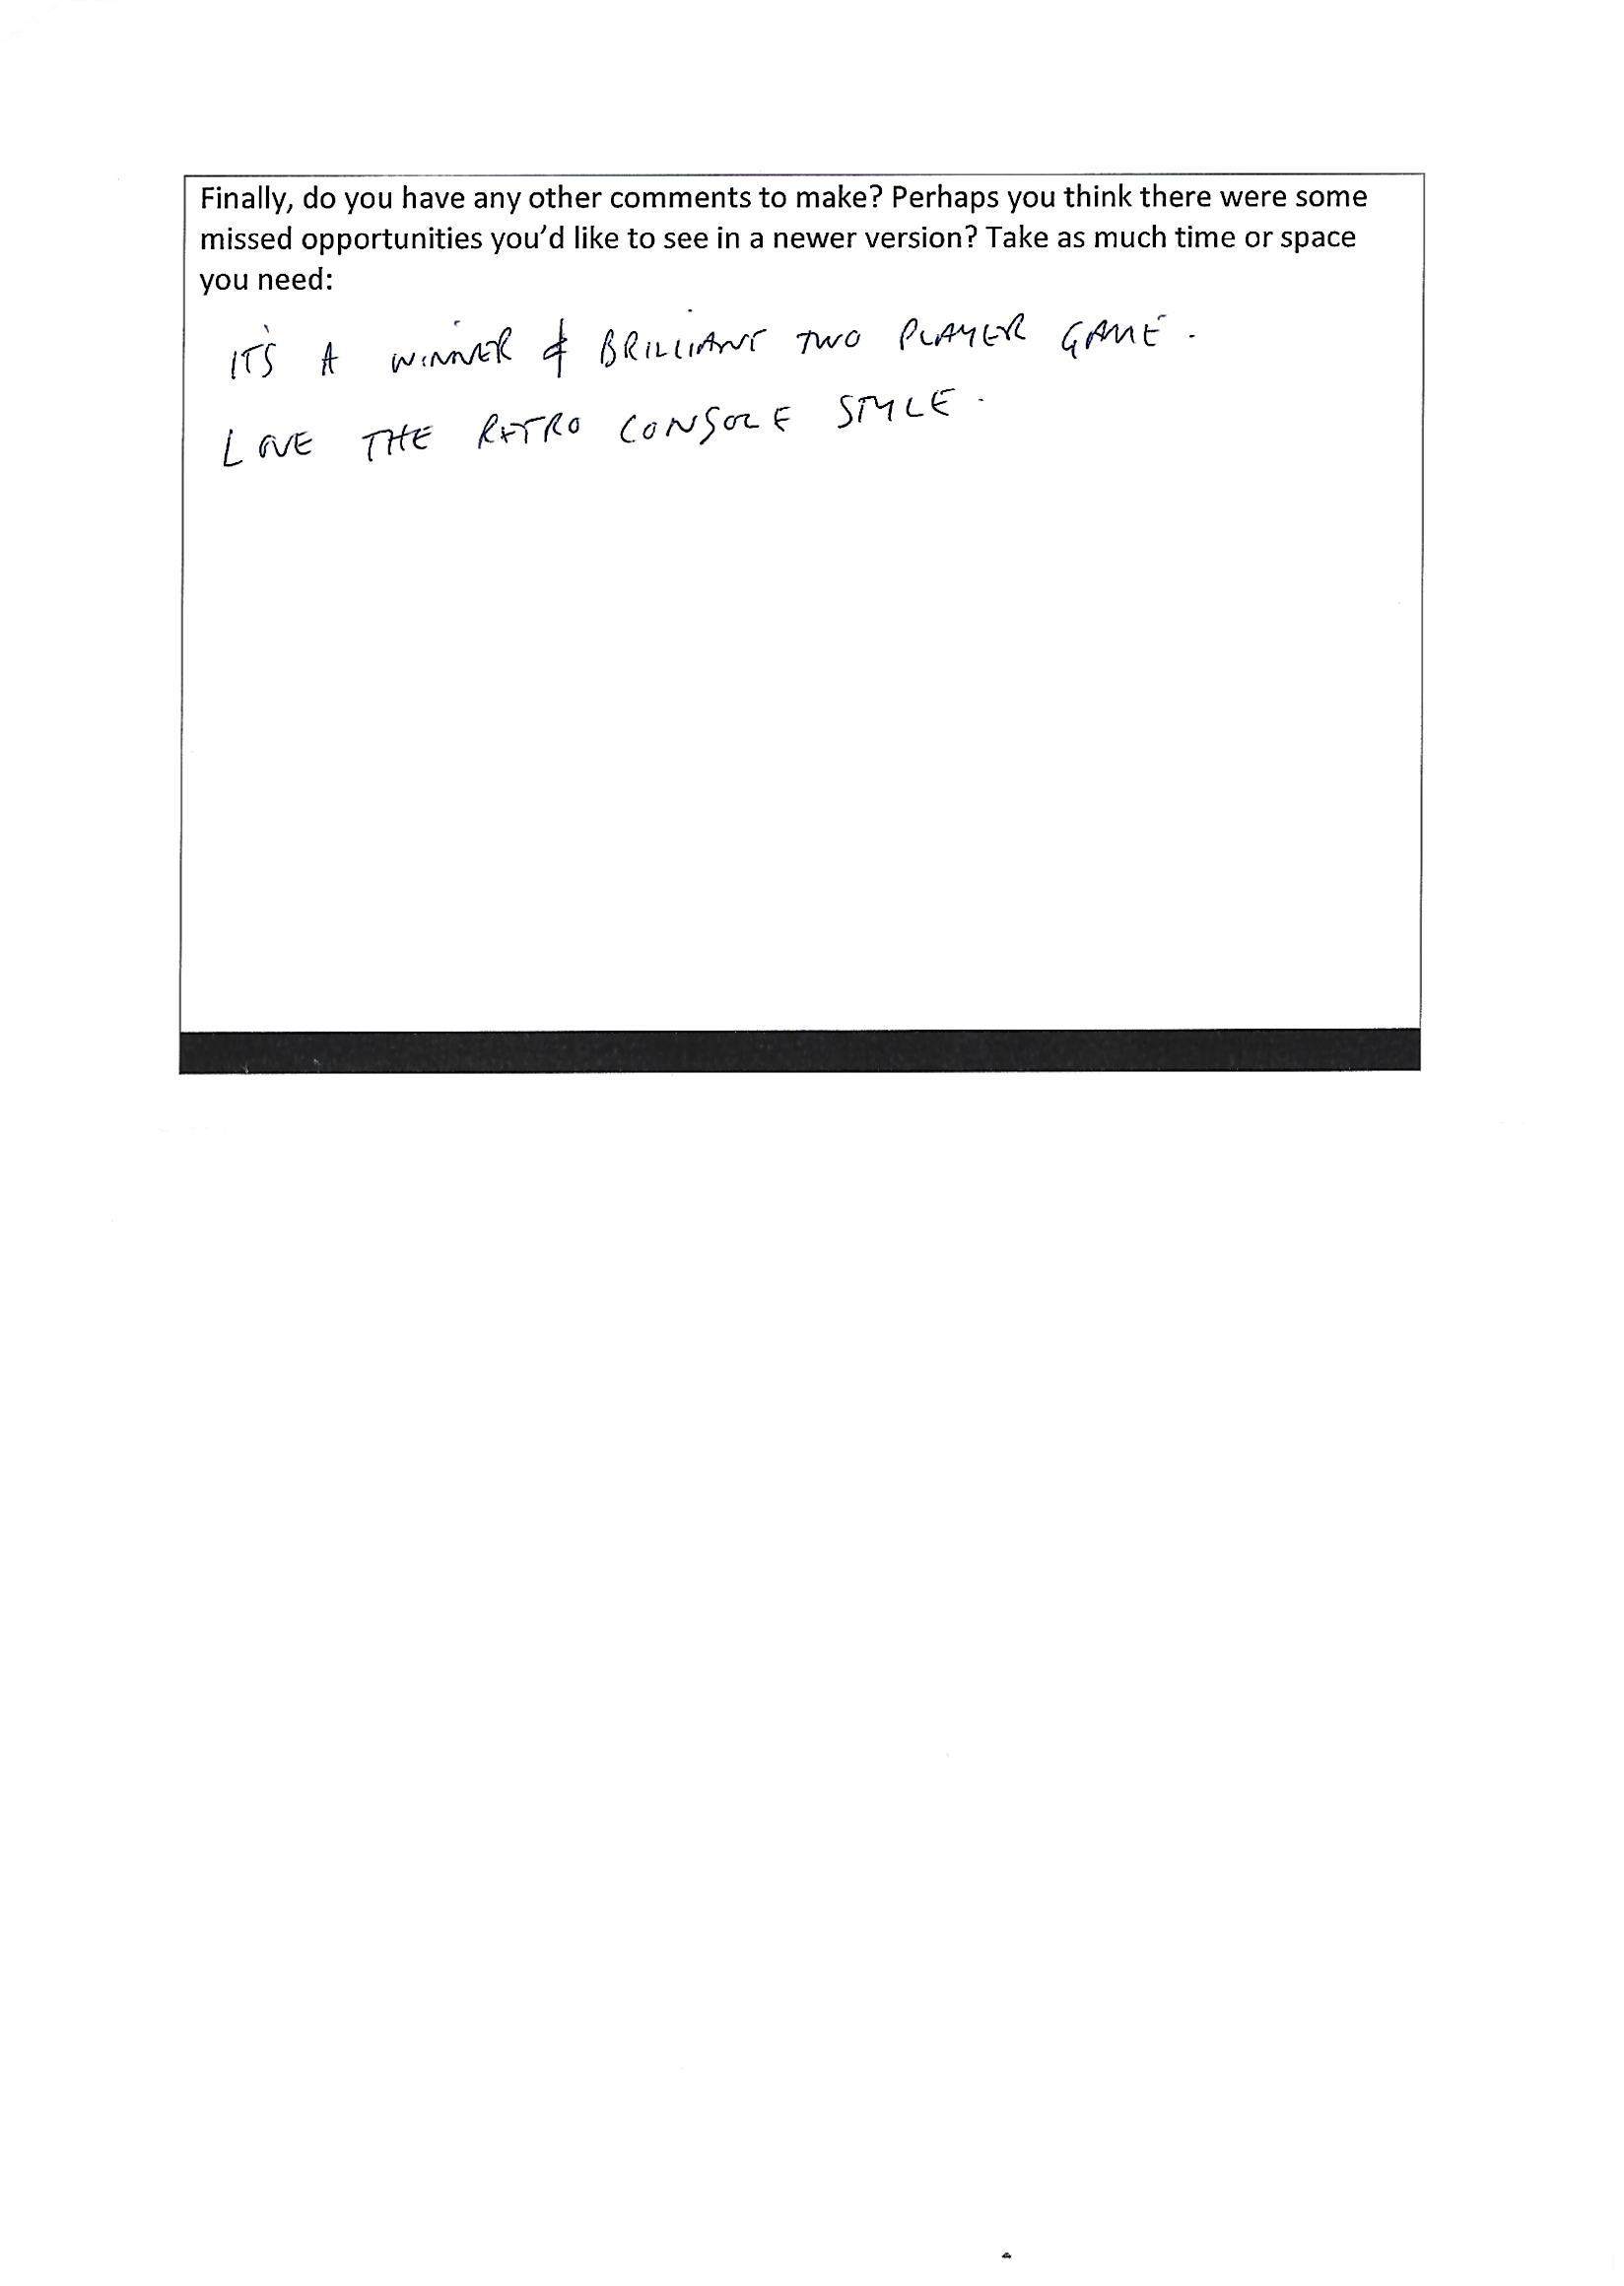 Finally, do you have any other comments to make? Perhaps you think there were some
missed opportunities you'd like to see in a newer version? Take as much time or space
you need:
IT'S A WINNER & BRILLIANT TWO PLAYER GAME.
LOVE THE RETRO CONSOLE STYLE.